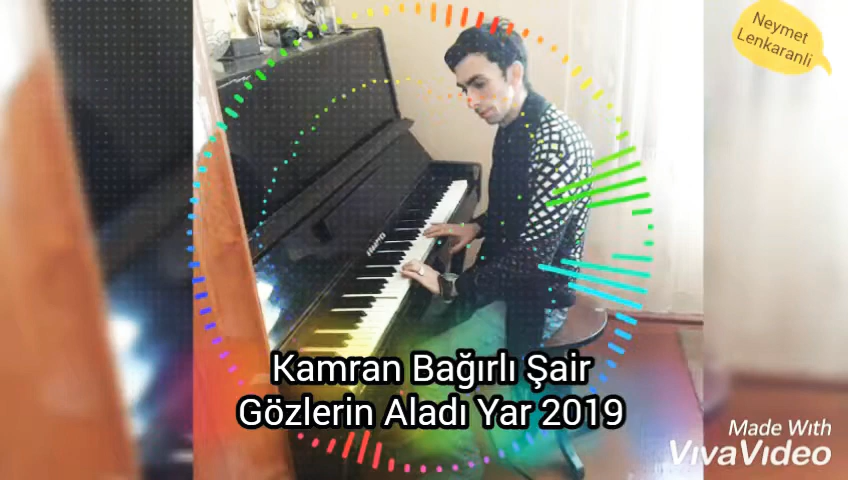 Neymet
Lenkaranli
Kamran Bağırlı Şair
Gözlerin Aladı Yar 2019
Made With
VivaVideo